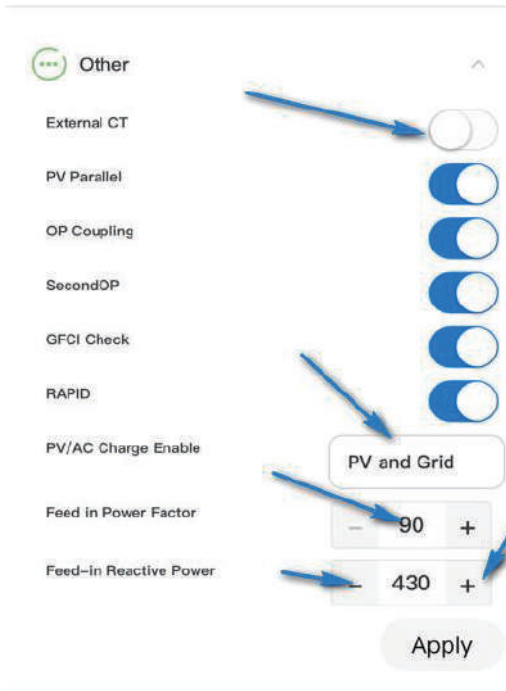 Other
External CT
PV Parallel
OP Coupling
SecondOP
GFCI Check
RAPID
PV/AC Charge Enable
PV and Grid
Feed in Power Factor
– 90 +
Feed-in Reactive Power
– 430 +
Apply